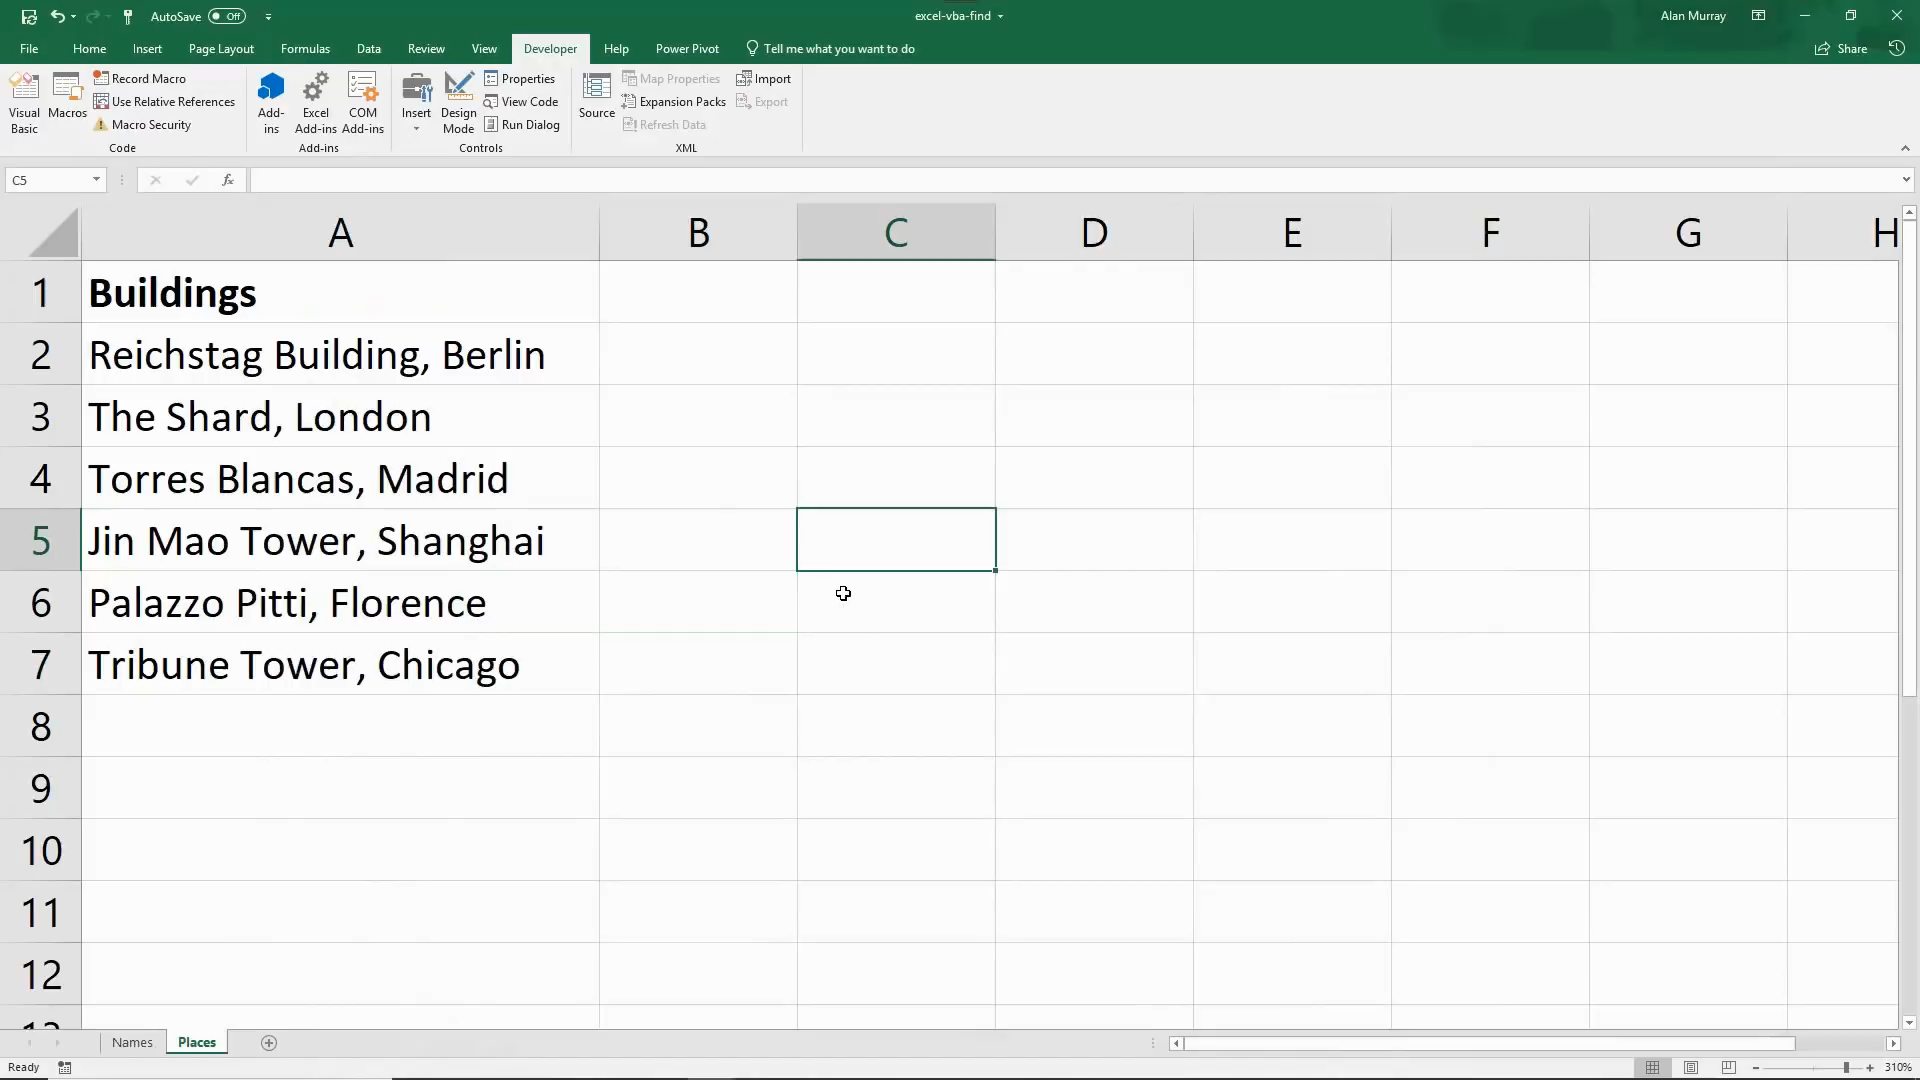 AutoSave Off
excel-vba-find
Alan Murray
File Home Insert Page Layout Formulas Data Review View Developer Help Power Pivot Tell me what you want to do
Share
Visual Basic
Macros
Record Macro
Use Relative References
Macro Security
Code
Add-ins
Excel Add-ins
COM Add-ins
Add-ins
Insert
Design Mode
Properties
View Code
Run Dialog
Controls
Source
Map Properties
Expansion Packs
Refresh Data
Import
Export
XML
C5
fx
A B C D E F G H
1 Buildings
2 Reichstag Building, Berlin
3 The Shard, London
4 Torres Blancas, Madrid
5 Jin Mao Tower, Shanghai
6 Palazzo Pitti, Florence
7 Tribune Tower, Chicago
8
9
10
11
12
13
Names Places
Ready
310%